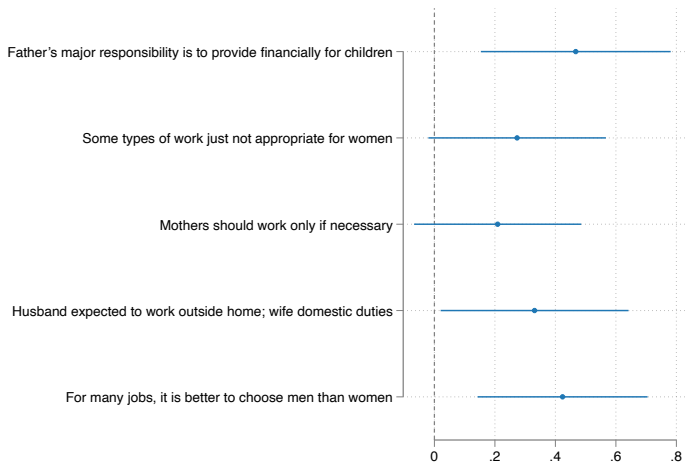 Father’s major responsibility is to provide financially for children
Some types of work just not appropriate for women
Mothers should work only if necessary
Husband expected to work outside home; wife domestic duties
For many jobs, it is better to choose men than women
0 .2 .4 .6 .8